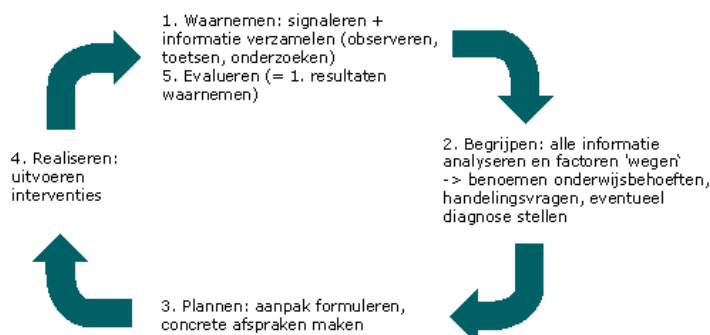 1. Waarnemen: signaleren +
informatie verzamelen (observeren,
toetsen, onderzoeken)
5. Evalueren (= 1. resultaten
waarnemen)
2. Begrijpen: alle informatie
analyseren en factoren 'wegen'
-> benoemen onderwijsbehoeften,
handelingsvragen, eventueel
diagnose stellen
3. Plannen: aanpak formuleren,
concrete afspraken maken
4. Realiseren:
uitvoeren
interventies